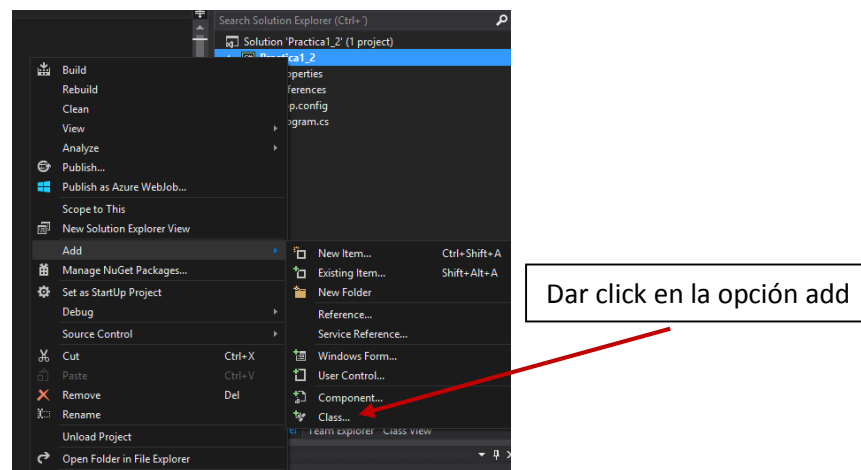 Search Solution Explorer (Ctrl+´)
Solution 'Practica1_2' (1 project)
Practica1_2
Build
Rebuild
Clean
View
Analyze
Publish...
Publish as Azure WebJob...
Scope to This
New Solution Explorer View
Add
Manage NuGet Packages...
Set as StartUp Project
Debug
Source Control
Cut Ctrl+X
Paste Ctrl+V
Remove Del
Rename
Unload Project
Open Folder in File Explorer
operties
ferences
p.config
ogram.cs
New Item... Ctrl+Shift+A
Existing Item... Shift+Alt+A
New Folder
Reference...
Service Reference...
Windows Form...
User Control...
Component...
Class...
Team Explorer Class View
Dar click en la opción add